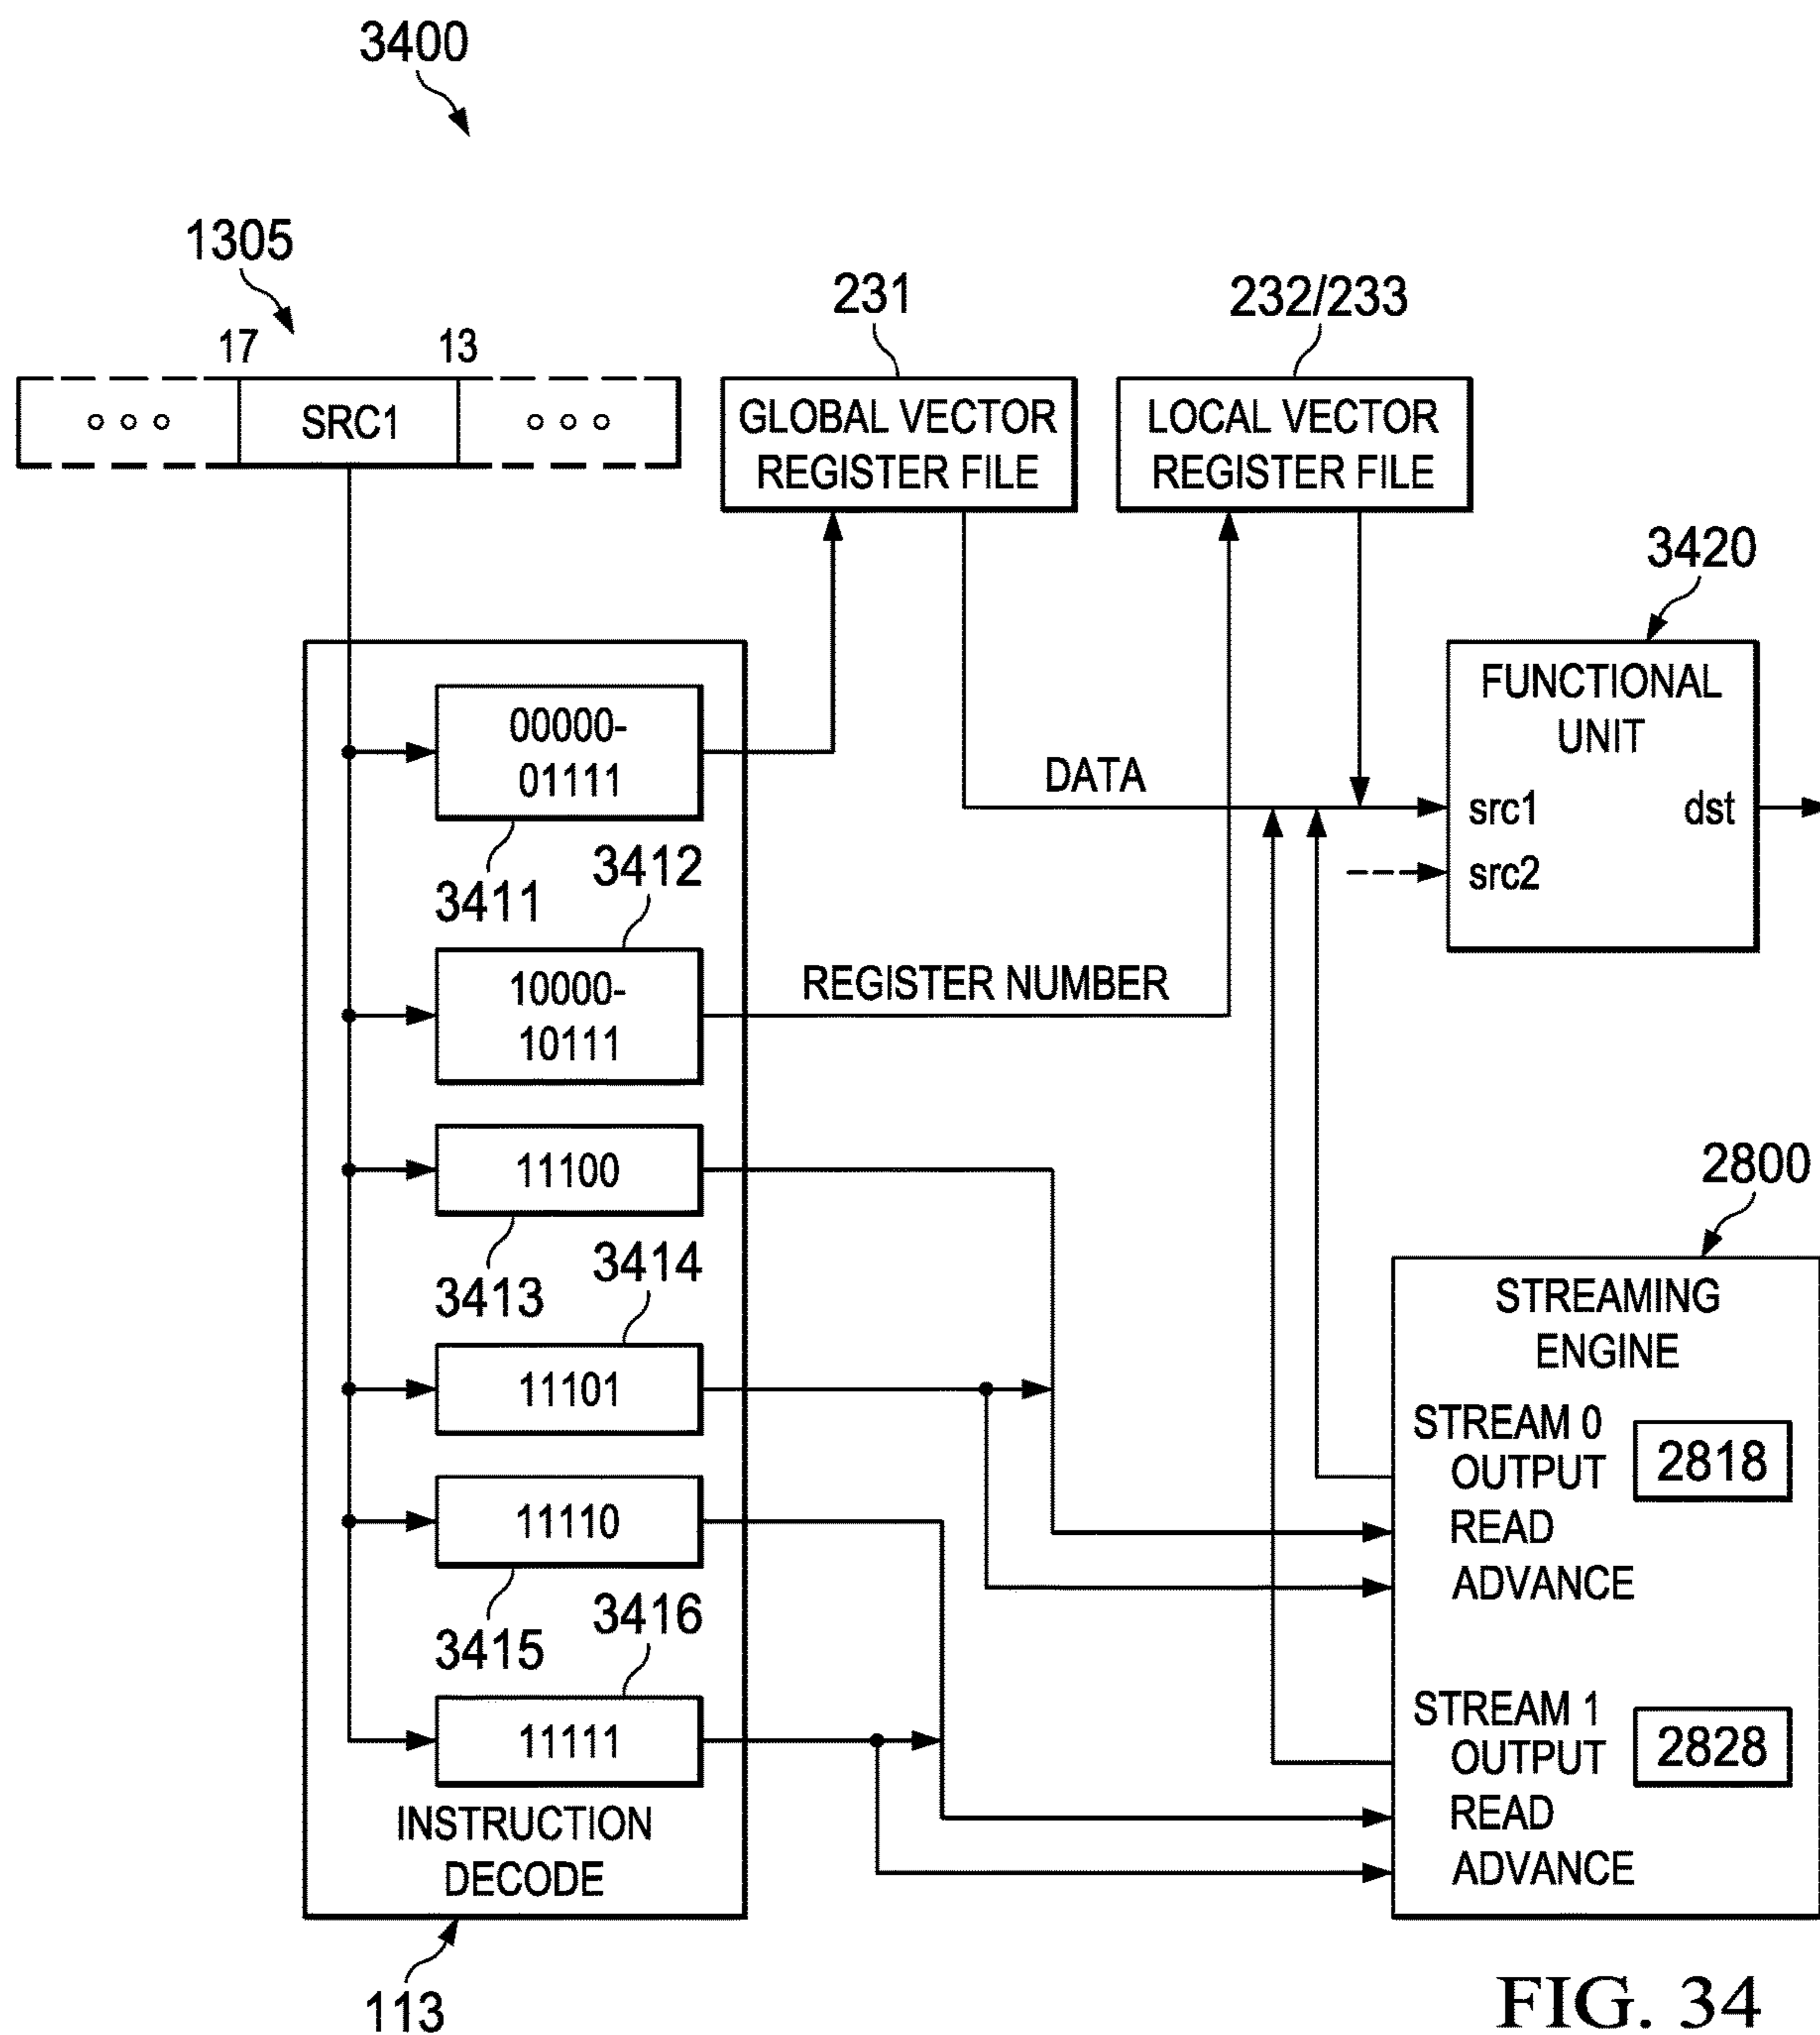 3400
1305
231
232/233
17
13
○ ○ ○
SRC1
○ ○ ○
GLOBAL VECTOR
REGISTER FILE
LOCAL VECTOR
REGISTER FILE
3420
FUNCTIONAL
UNIT
00000-
01111
DATA
src1
dst
src2
3411
3412
10000-
10111
REGISTER NUMBER
11100
2800
3413
3414
STREAMING
ENGINE
11101
STREAM 0
OUTPUT
2818
READ
ADVANCE
11110
3415
3416
STREAM 1
OUTPUT
2828
READ
ADVANCE
11111
INSTRUCTION
DECODE
113
FIG. 34